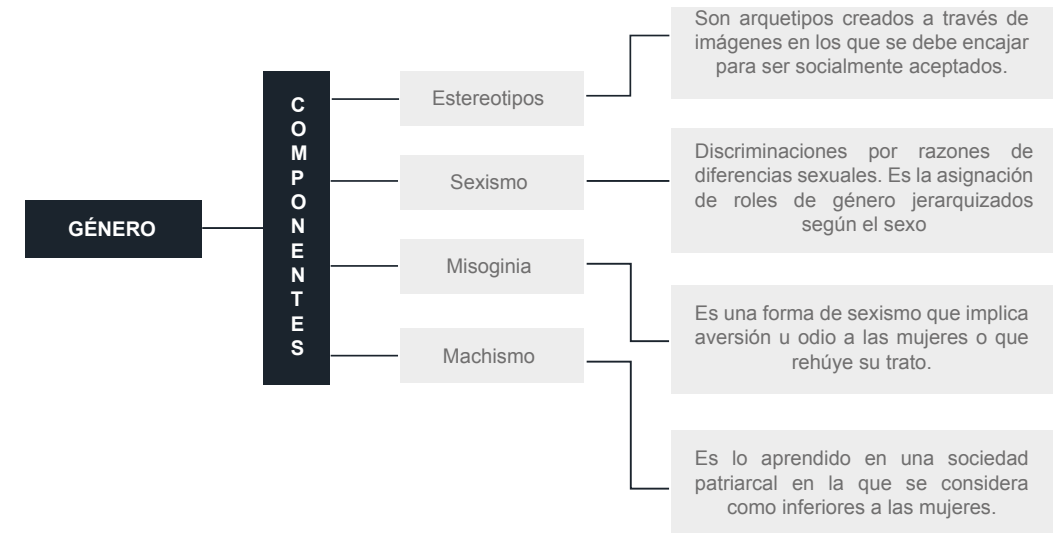 GÉNERO
COMPONENTES
Estereotipos
Son arquetipos creados a través de
imágenes en los que se debe encajar
para ser socialmente aceptados.
Sexismo
Discriminaciones por razones de
diferencias sexuales. Es la asignación
de roles de género jerarquizados
según el sexo
Misoginia
Es una forma de sexismo que implica
aversión u odio a las mujeres o que
rehúye su trato.
Machismo
Es lo aprendido en una sociedad
patriarcal en la que se considera
como inferiores a las mujeres.